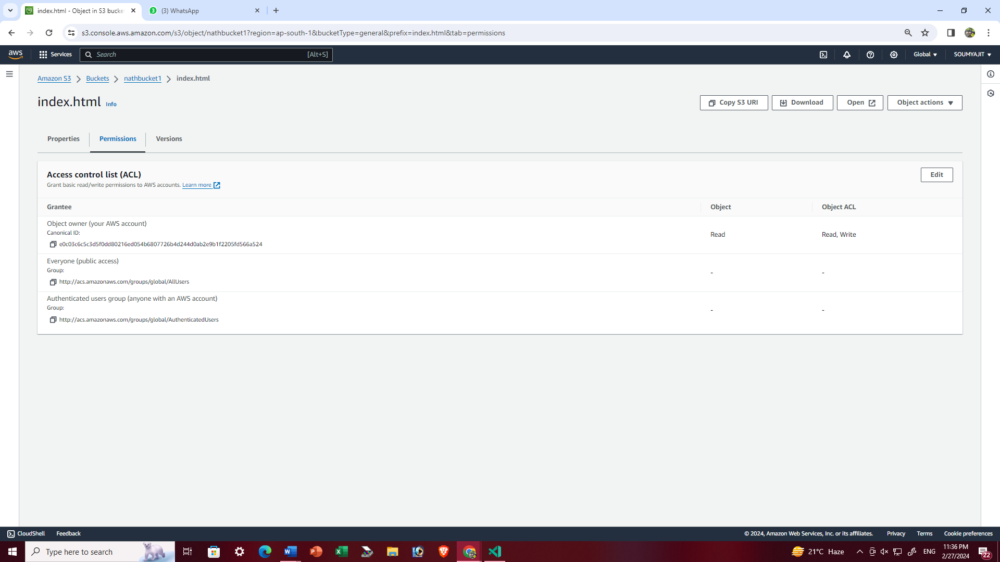 index.html - Object in S3 bucke
(3) WhatsApp
s3.console.aws.amazon.com/s3/object/nathbucket1?region=ap-south-1&bucketType=general&prefix=index.html&tab=permissions
aws
Services
Search
[Alt+S]
Global
SOUMYAJIT
Amazon S3
Buckets
nathbucket1
index.html
index.html
Info
Copy S3 URI
Download
Open
Object actions
Properties
Permissions
Versions
Access control list (ACL)
Edit
Grant basic read/write permissions to AWS accounts. Learn more
Grantee
Object
Object ACL
Object owner (your AWS account)
Canonical ID:
e0c03c6c5c3d5f0dd80216ed054b6807726b4d244d0ab2e9b1f2205fd566a524
Read
Read, Write
Everyone (public access)
Group:
http://acs.amazonaws.com/groups/global/AllUsers
-
-
Authenticated users group (anyone with an AWS account)
Group:
http://acs.amazonaws.com/groups/global/AuthenticatedUsers
-
-
CloudShell
Feedback
© 2024, Amazon Web Services, Inc. or its affiliates.
Privacy
Terms
Cookie preferences
Type here to search
21°C Haze
ENG
11:36 PM
2/27/2024
22